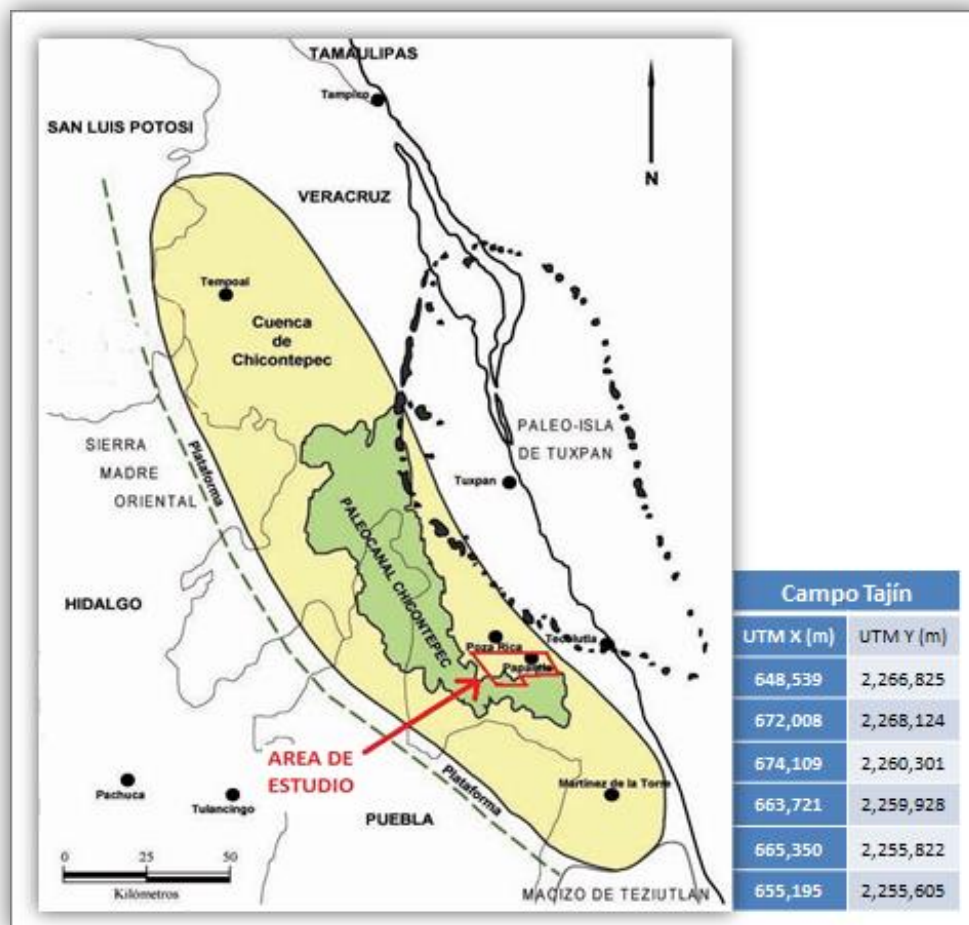 TAMAULIPAS
Tampico
SAN LUIS POTOSI
VERACRUZ
N
Tempoal
Cuenca
de
Chicontepec
PALEO-ISLA
DE TUXPAN
SIERRA
MADRE
ORIENTAL
Plataforma
Tuxpan
PALEOCANAL CHICONTEPEC
HIDALGO
Poza Rica
Tecolutla
Papantla
AREA DE
ESTUDIO
Pachuca
Tulancingo
PUEBLA
Plataforma
Martínez de la Torre
0 25 50
Kilómetros
MACIZO DE TEZIUTLAN
Campo Tajín
UTM X (m) UTM Y (m)
648,539 2,266,825
672,008 2,268,124
674,109 2,260,301
663,721 2,259,928
665,350 2,255,822
655,195 2,255,605